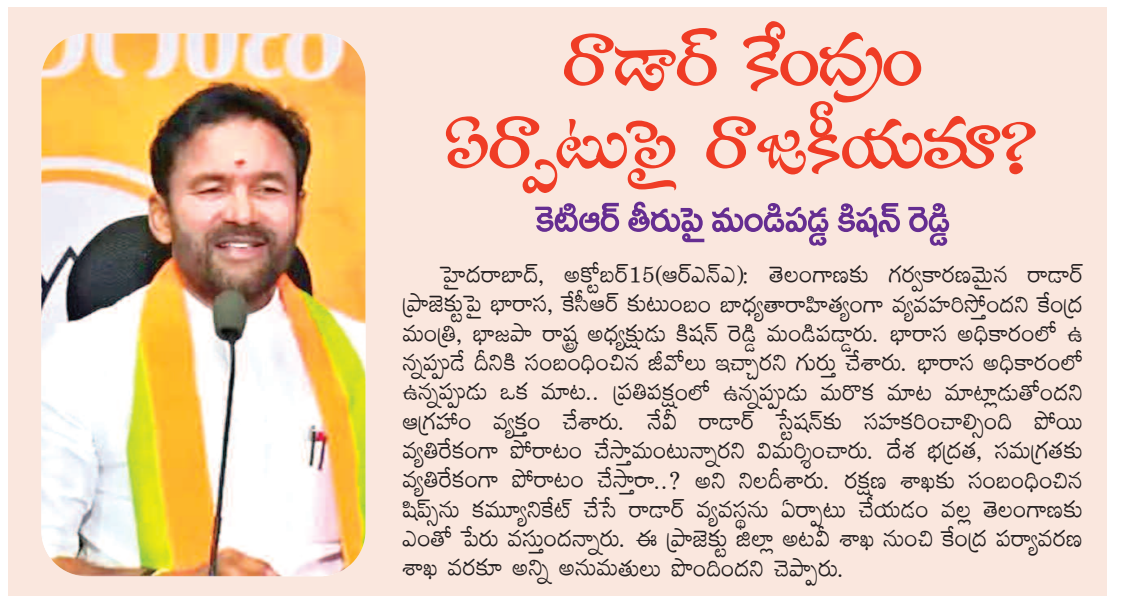 రాడార్ కేంద్రం
ఏర్పాటుపై రాజకీయమా?
కెటిఆర్ తీరుపై మండిపడ్డ కిషన్ రెడ్డి
హైదరాబాద్, అక్టోబర్15(ఆర్ఎన్ఎ): తెలంగాణకు గర్వకారణమైన రాడార్
ప్రాజెక్టుపై భారాస, కేసీఆర్ కుటుంబం బాధ్యతారాహిత్యంగా వ్యవహరిస్తోందని కేంద్ర
మంత్రి, భాజపా రాష్ట్ర అధ్యక్షుడు కిషన్ రెడ్డి మండిపడ్డారు. భారాస అధికారంలో ఉ
న్నప్పుడే దీనికి సంబంధించిన జీవోలు ఇచ్చారని గుర్తు చేశారు. భారాస అధికారంలో
ఉన్నప్పుడు ఒక మాట.. ప్రతిపక్షంలో ఉన్నప్పుడు మరొక మాట మాట్లాడుతోందని
ఆగ్రహాం వ్యక్తం చేశారు. నేవీ రాడార్ స్టేషన్‌కు సహకరించాల్సింది పోయి
వ్యతిరేకంగా పోరాటం చేస్తామంటున్నారని విమర్శించారు. దేశ భద్రత, సమగ్రతకు
వ్యతిరేకంగా పోరాటం చేస్తారా..? అని నిలదీశారు. రక్షణ శాఖకు సంబంధించిన
షిప్స్‌ను కమ్యూనికేట్ చేసే రాడార్ వ్యవస్థను ఏర్పాటు చేయడం వల్ల తెలంగాణకు
ఎంతో పేరు వస్తుందన్నారు. ఈ ప్రాజెక్టు జిల్లా అటవీ శాఖ నుంచి కేంద్ర పర్యావరణ
శాఖ వరకూ అన్ని అనుమతులు పొందిందని చెప్పారు.